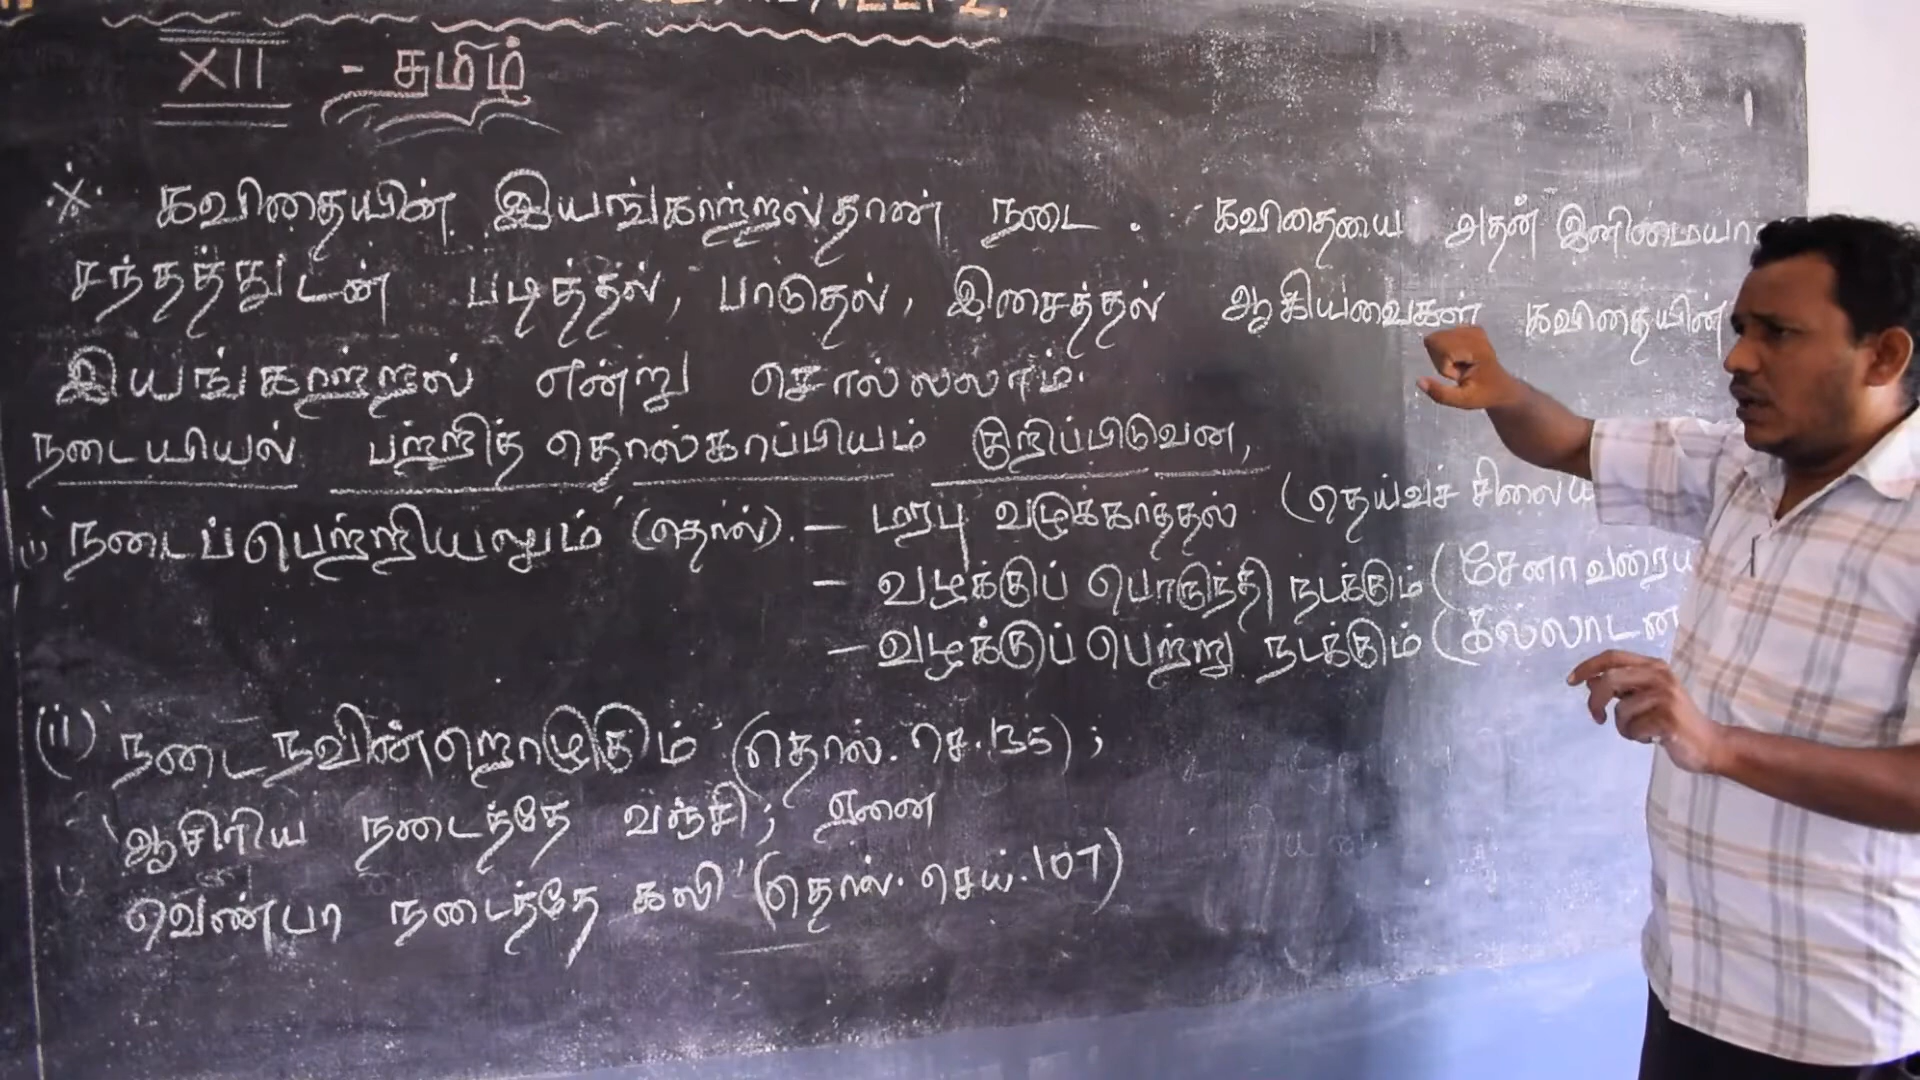 XII - தமிழ்
கவிதையின் இயங்காற்றல்தான் நடை. கவிதையை அதன் இனிமையா
சந்தத்துடன் படித்தல், பாடுதல், இசைத்தல் ஆகியவைகள் கவிதையின்
இயங்காற்றல் என்று சொல்லலாம்.
நடையியல் பற்றித் தொல்காப்பியம் குறிப்பிடுவன,
i) 'நடைப்பெற்றியலும்' (தொல்). - மரபு வழுக்காத்தல் (தெய்வச் சிலைய
- வழக்குப் பொருந்தி நடக்கும் (சேனாவரைய
- வழக்குப் பெற்று நடக்கும் (கல்லாடன
(ii) 'நடைநவின்றொழுகும்' (தொல். செ.135);
'ஆசிரிய நடைத்தே வஞ்சி; ஏனை
வெண்பா நடைத்தே கலி' (தொல். செய்.107)